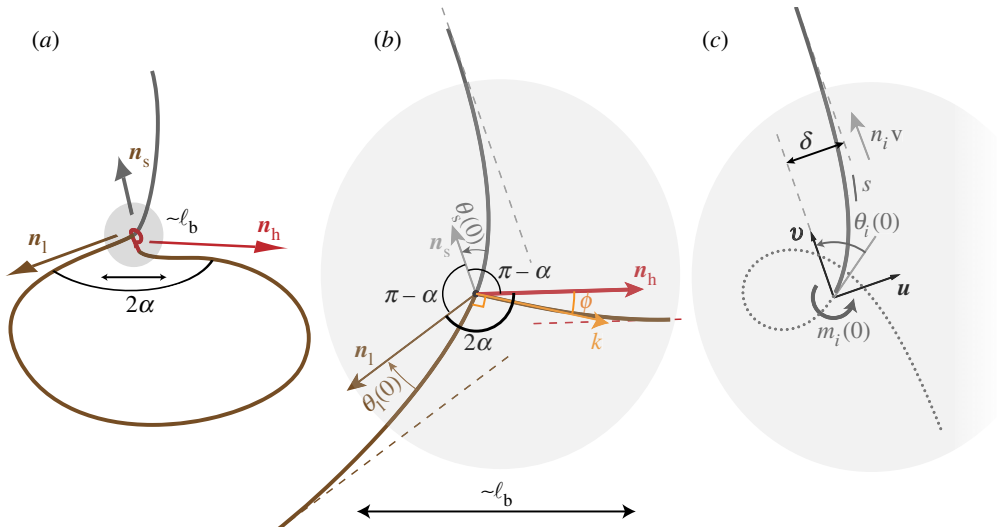 (a)
n_s
~ℓ_b
n_l
n_h
2α
(b)
θ_s(0)
n_s
π – α
n_h
π – α
ϕ
k
2α
n_l
θ_l(0)
~ℓ_b
(c)
n_i v
δ
s
θ_i(0)
υ
u
m_i(0)